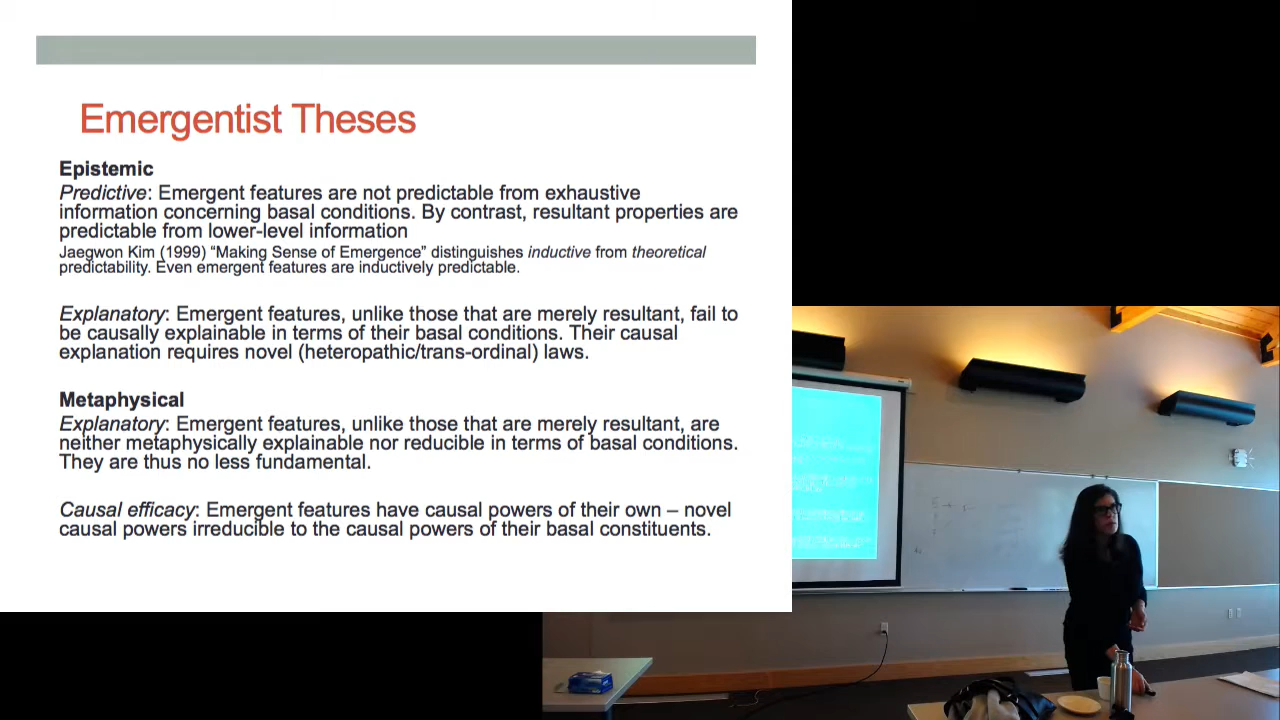 Emergentist Theses
Epistemic
Predictive: Emergent features are not predictable from exhaustive
information concerning basal conditions. By contrast, resultant properties are
predictable from lower-level information
Jaegwon Kim (1999) “Making Sense of Emergence” distinguishes inductive from theoretical
predictability. Even emergent features are inductively predictable.
Explanatory: Emergent features, unlike those that are merely resultant, fail to
be causally explainable in terms of their basal conditions. Their causal
explanation requires novel (heteropathic/trans-ordinal) laws.
Metaphysical
Explanatory: Emergent features, unlike those that are merely resultant, are
neither metaphysically explainable nor reducible in terms of basal conditions.
They are thus no less fundamental.
Causal efficacy: Emergent features have causal powers of their own – novel
causal powers irreducible to the causal powers of their basal constituents.